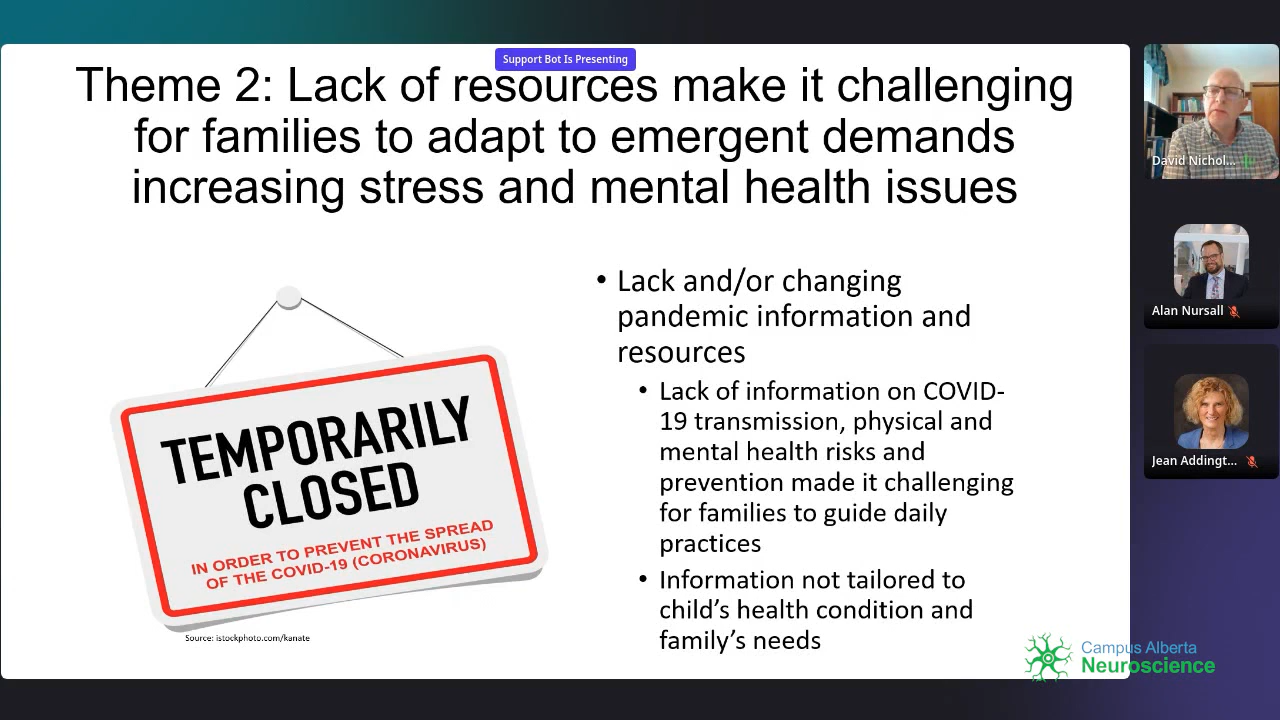 Support Bot Is Presenting
Theme 2: Lack of resources make it challenging
for families to adapt to emergent demands
increasing stress and mental health issues
• Lack and/or changing
pandemic information and
resources
• Lack of information on COVID-
19 transmission, physical and
mental health risks and
prevention made it challenging
for families to guide daily
practices
• Information not tailored to
child's health condition and
family's needs
TEMPORARILY
CLOSED
IN ORDER TO PREVENT THE SPREAD
OF THE COVID-19 (CORONAVIRUS)
Source: istockphoto.com/kanate
David Nichol...
Alan Nursall
Jean Addingt...
Campus Alberta
Neuroscience